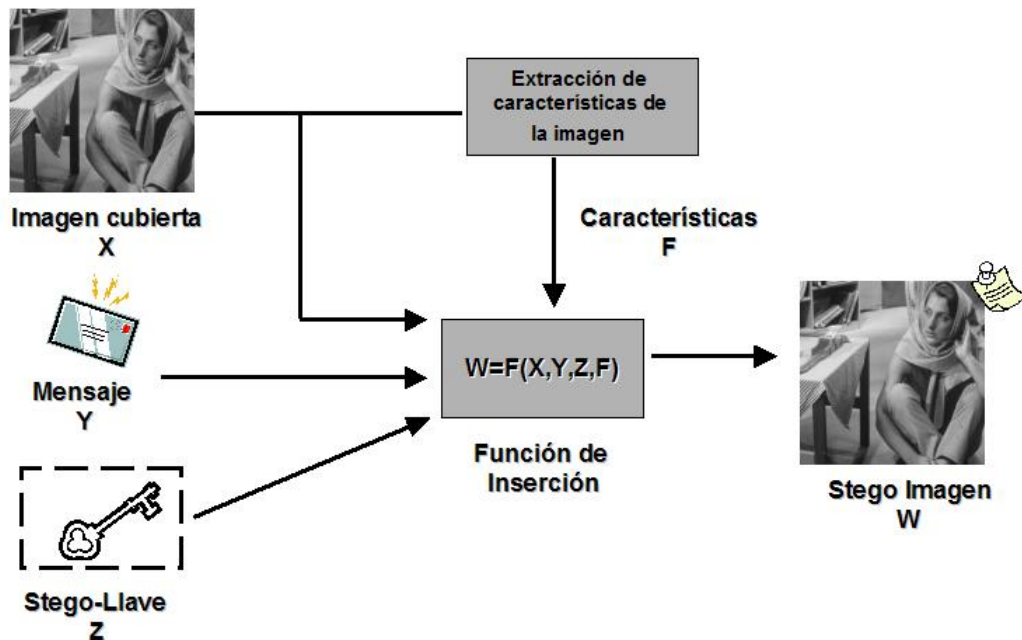 Extracción de
características de
la imagen
Imagen cubierta
X
Características
F
Mensaje
Y
W=F(X,Y,Z,F)
Función de
Inserción
Stego Imagen
W
Stego-Llave
Z